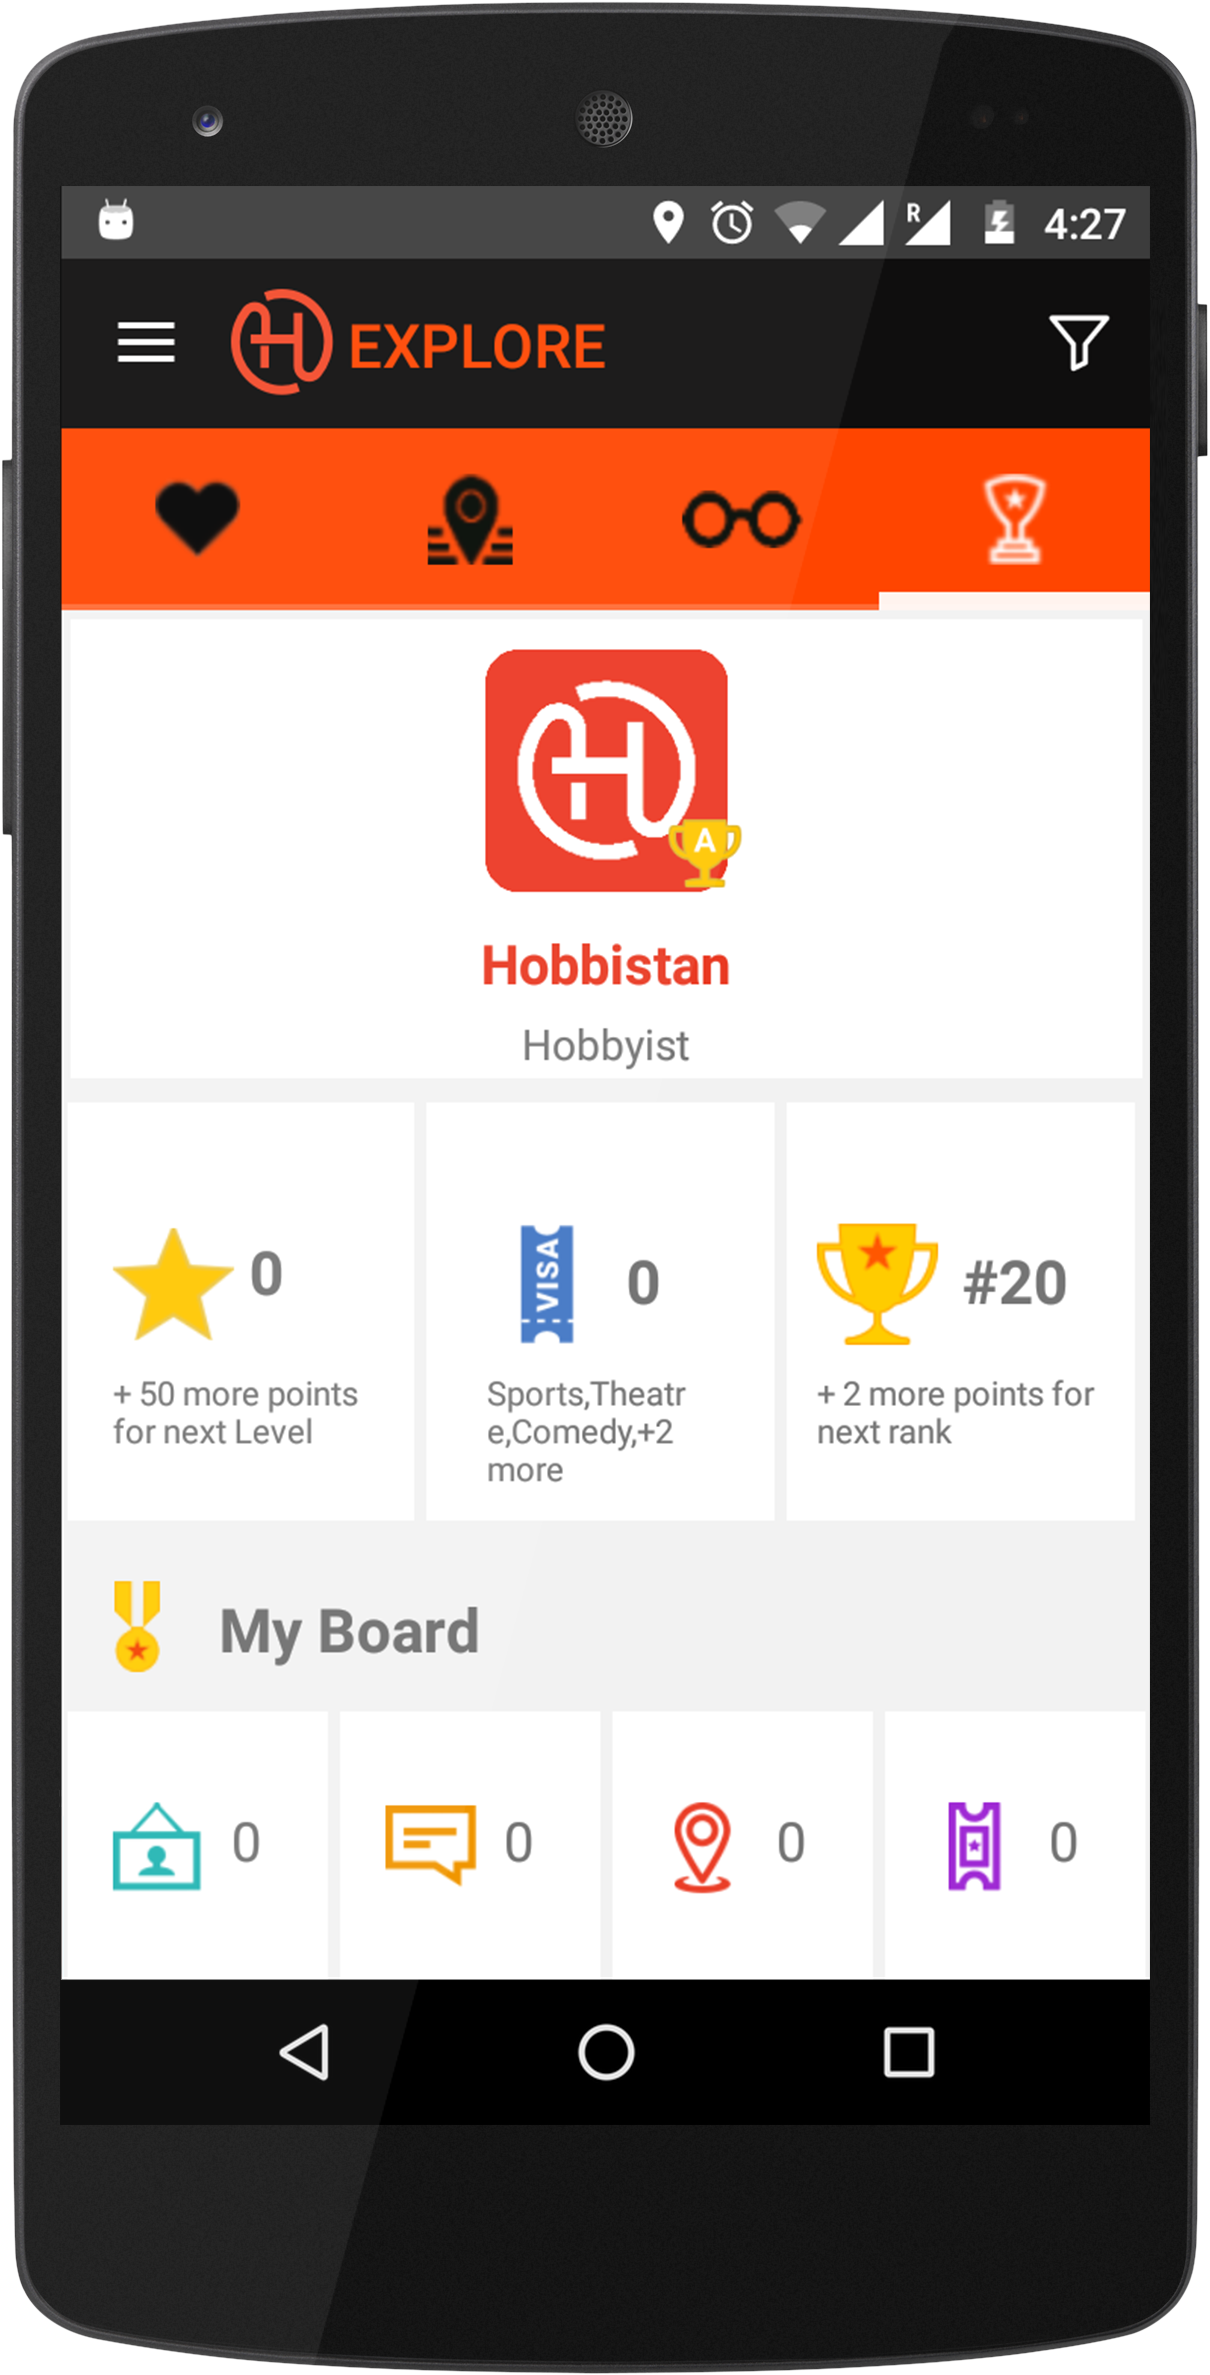 R
4:27
EXPLORE
A
Hobbistan
Hobbyist
0
VISA
0
#20
+ 50 more points
for next Level
Sports,Theatr
e,Comedy,+2
more
+ 2 more points for
next rank
My Board
0
0
0
0